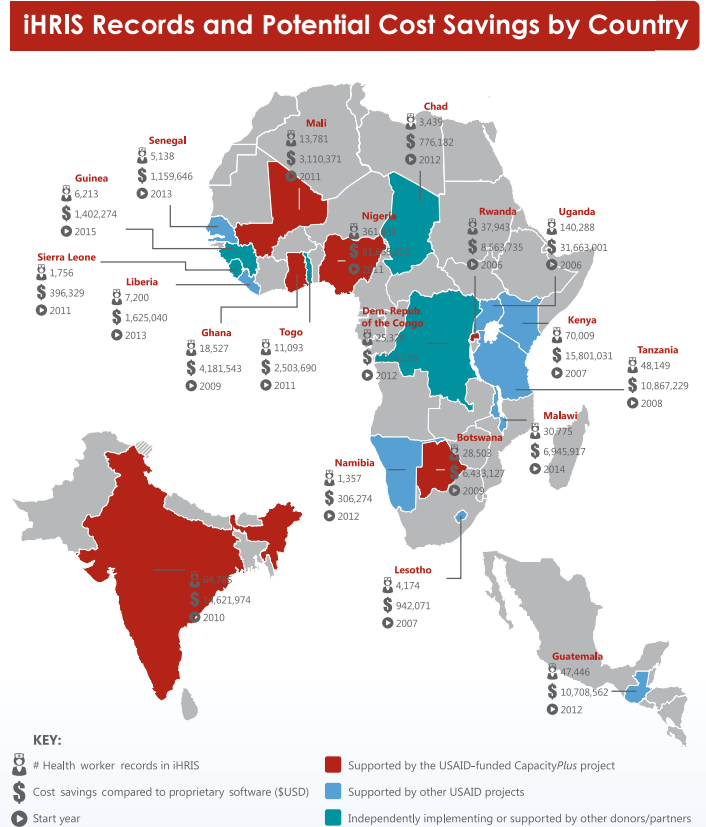 iHRIS Records and Potential Cost Savings by Country
Chad
3,439
776,182
2012
Mali
13,781
3,110,371
2011
Senegal
5,138
1,159,646
2013
Guinea
6,213
1,402,274
2015
Nigeria
2011
Rwanda
37,943
8,563,735
2006
Uganda
140,288
31,663,001
2006
Sierra Leone
1,756
396,329
2011
Liberia
7,200
1,625,040
2013
Ghana
18,527
4,181,543
2009
Togo
11,093
2,503,690
2011
Dem. Repub.
of the Congo
2012
Kenya
70,009
15,801,031
2007
Tanzania
48,149
10,867,229
2008
Malawi
30,775
6,945,917
2014
Botswana
28,503
6,433,127
2009
Namibia
1,357
306,274
2012
Lesotho
4,174
942,071
2007
14,621,974
2010
Guatemala
47,446
10,708,562
2012
KEY:
# Health worker records in iHRIS
Cost savings compared to proprietary software ($USD)
Start year
Supported by the USAID-funded CapacityPlus project
Supported by other USAID projects
Independently implementing or supported by other donors/partners